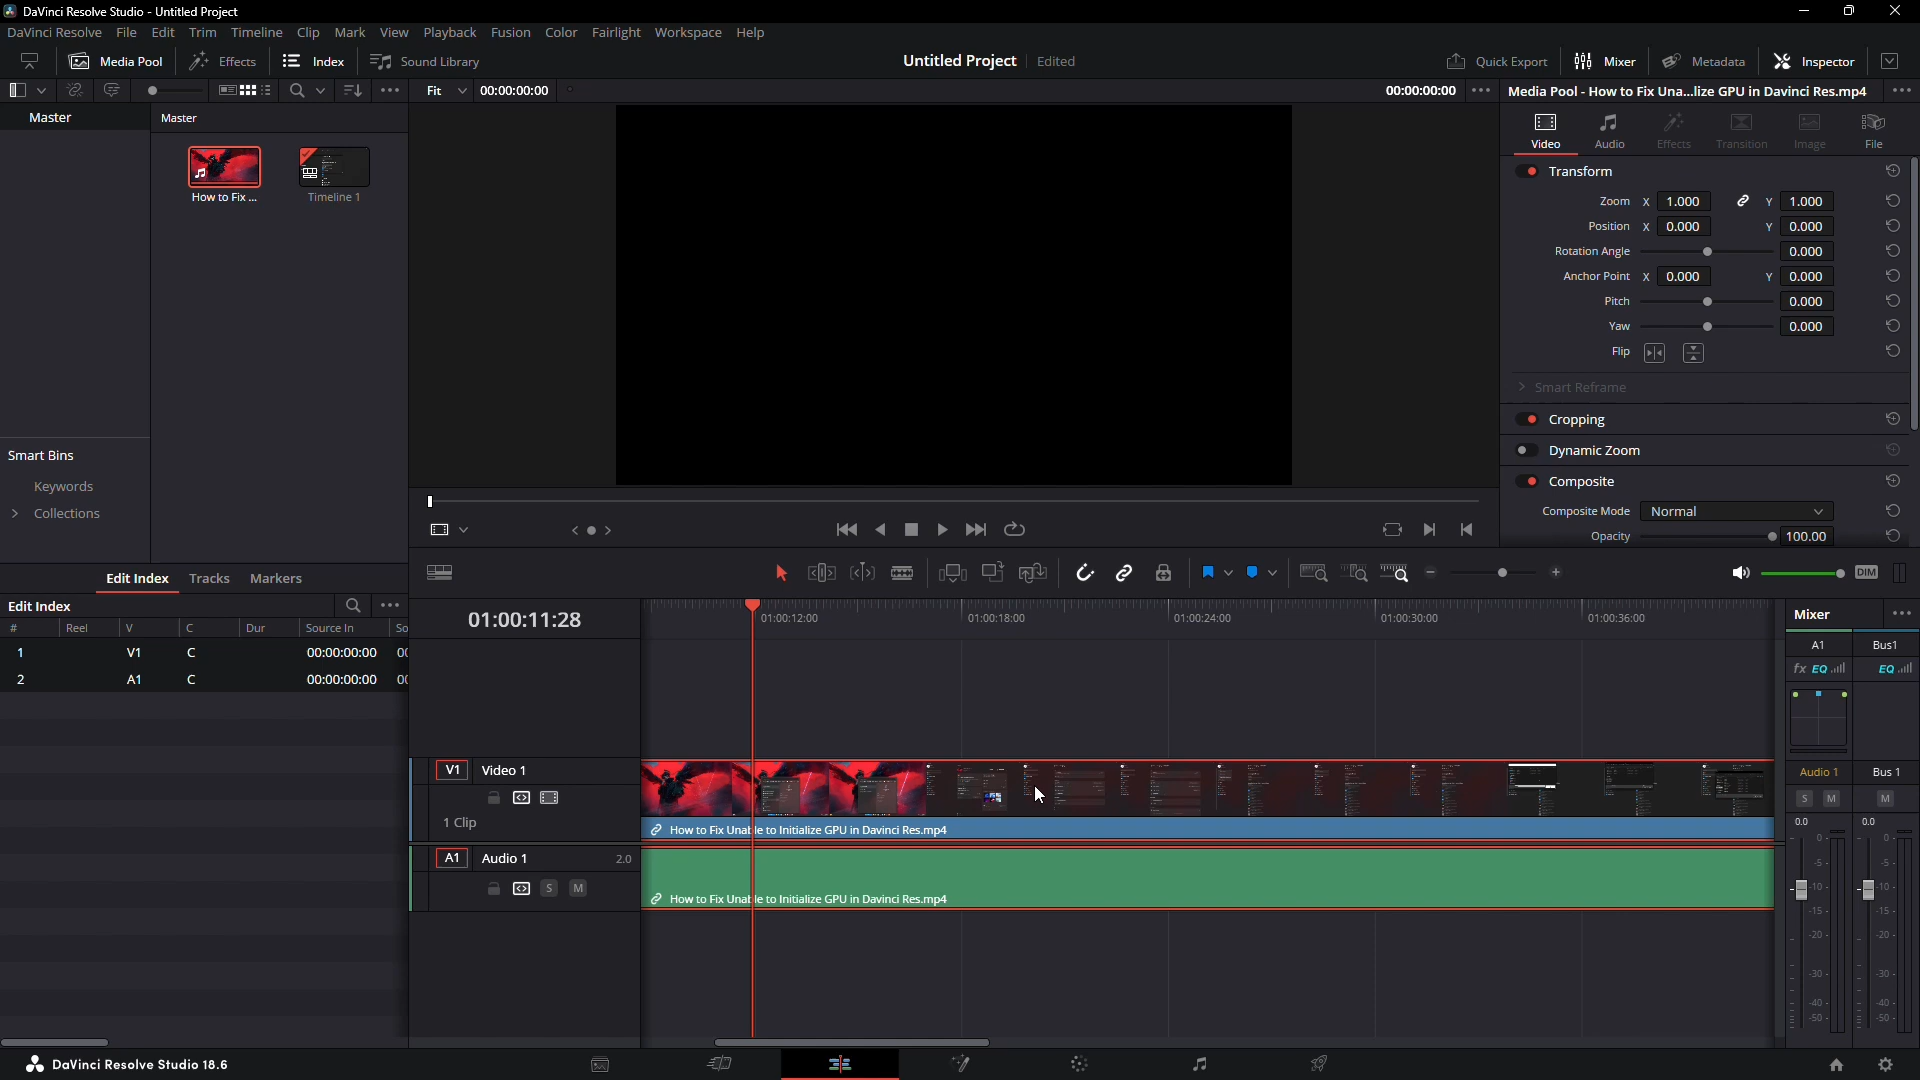 DaVinci Resolve Studio - Untitled Project
DaVinci Resolve File Edit Trim Timeline Clip Mark View Playback Fusion Color Fairlight Workspace Help
Media Pool Effects Index Sound Library Untitled Project Edited Quick Export Mixer Metadata Inspector
Fit 00:00:00:00 00:00:00:00 Media Pool - How to Fix Una...lize GPU in Davinci Res.mp4
Master Master
How to Fix ... Timeline 1
Video Audio Effects Transition Image File
Transform
Zoom X 1.000 Y 1.000
Position X 0.000 Y 0.000
Rotation Angle 0.000
Anchor Point X 0.000 Y 0.000
Pitch 0.000
Yaw 0.000
Flip
Smart Reframe
Cropping
Dynamic Zoom
Composite
Composite Mode Normal
Opacity 100.00
Smart Bins
Keywords
Collections
Edit Index Tracks Markers
Edit Index
# Reel V C Dur Source In So
1 V1 C 00:00:00:00 00
2 A1 C 00:00:00:00 00
DIM
01:00:11:28
01:00:12:00 01:00:18:00 01:00:24:00 01:00:30:00 01:00:36:00
V1 Video 1
1 Clip
How to Fix Unable to Initialize GPU in Davinci Res.mp4
A1 Audio 1 2.0
S M
How to Fix Unable to Initialize GPU in Davinci Res.mp4
Mixer
A1 Bus1
fx EQ EQ
Audio 1 Bus 1
S M M
0.0 0.0
0 0
-5 -5
-10 -10
-15 -15
-20 -20
-30 -30
-40 -40
-50 -50
DaVinci Resolve Studio 18.6